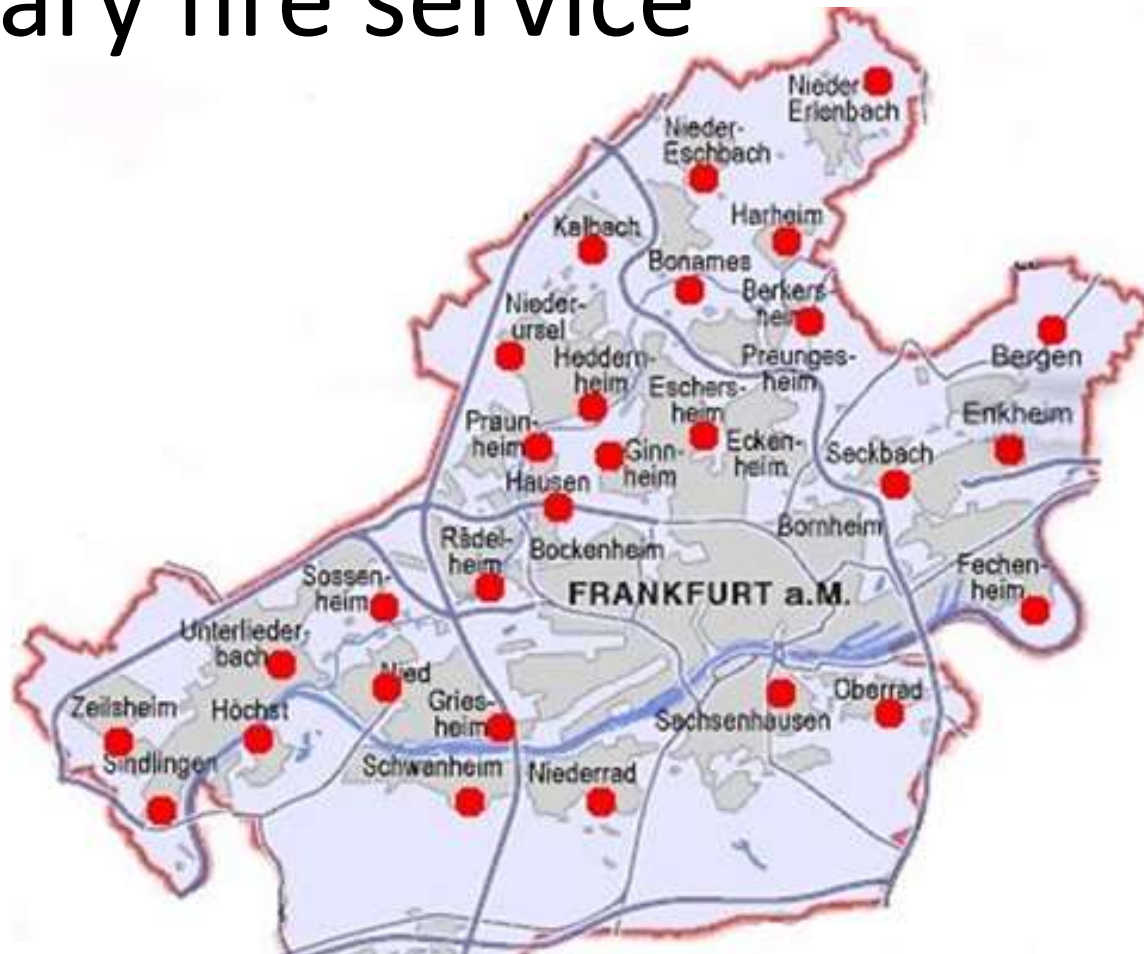 ary fire service
Nieder
Erlenbach
Nieder-
Eschbach
Harheim
Kalbach
Bonames
Berkers-
heim
Nieder-
ursel
Preunges-
heim
Bergen
Heddern-
heim
Eschers-
heim
Enkheim
Praun-
heim
Ginn-
heim
Ecken-
heim
Seckbach
Hausen
Bornheim
Rödel-
heim
Bockenheim
Fechen-
heim
Sossen-
heim
FRANKFURT a.M.
Unterlieder-
bach
Nied
Zeilsheim
Höchst
Gries-
heim
Oberrad
Sachsenhausen
Sindlingen
Schwanheim
Niederrad